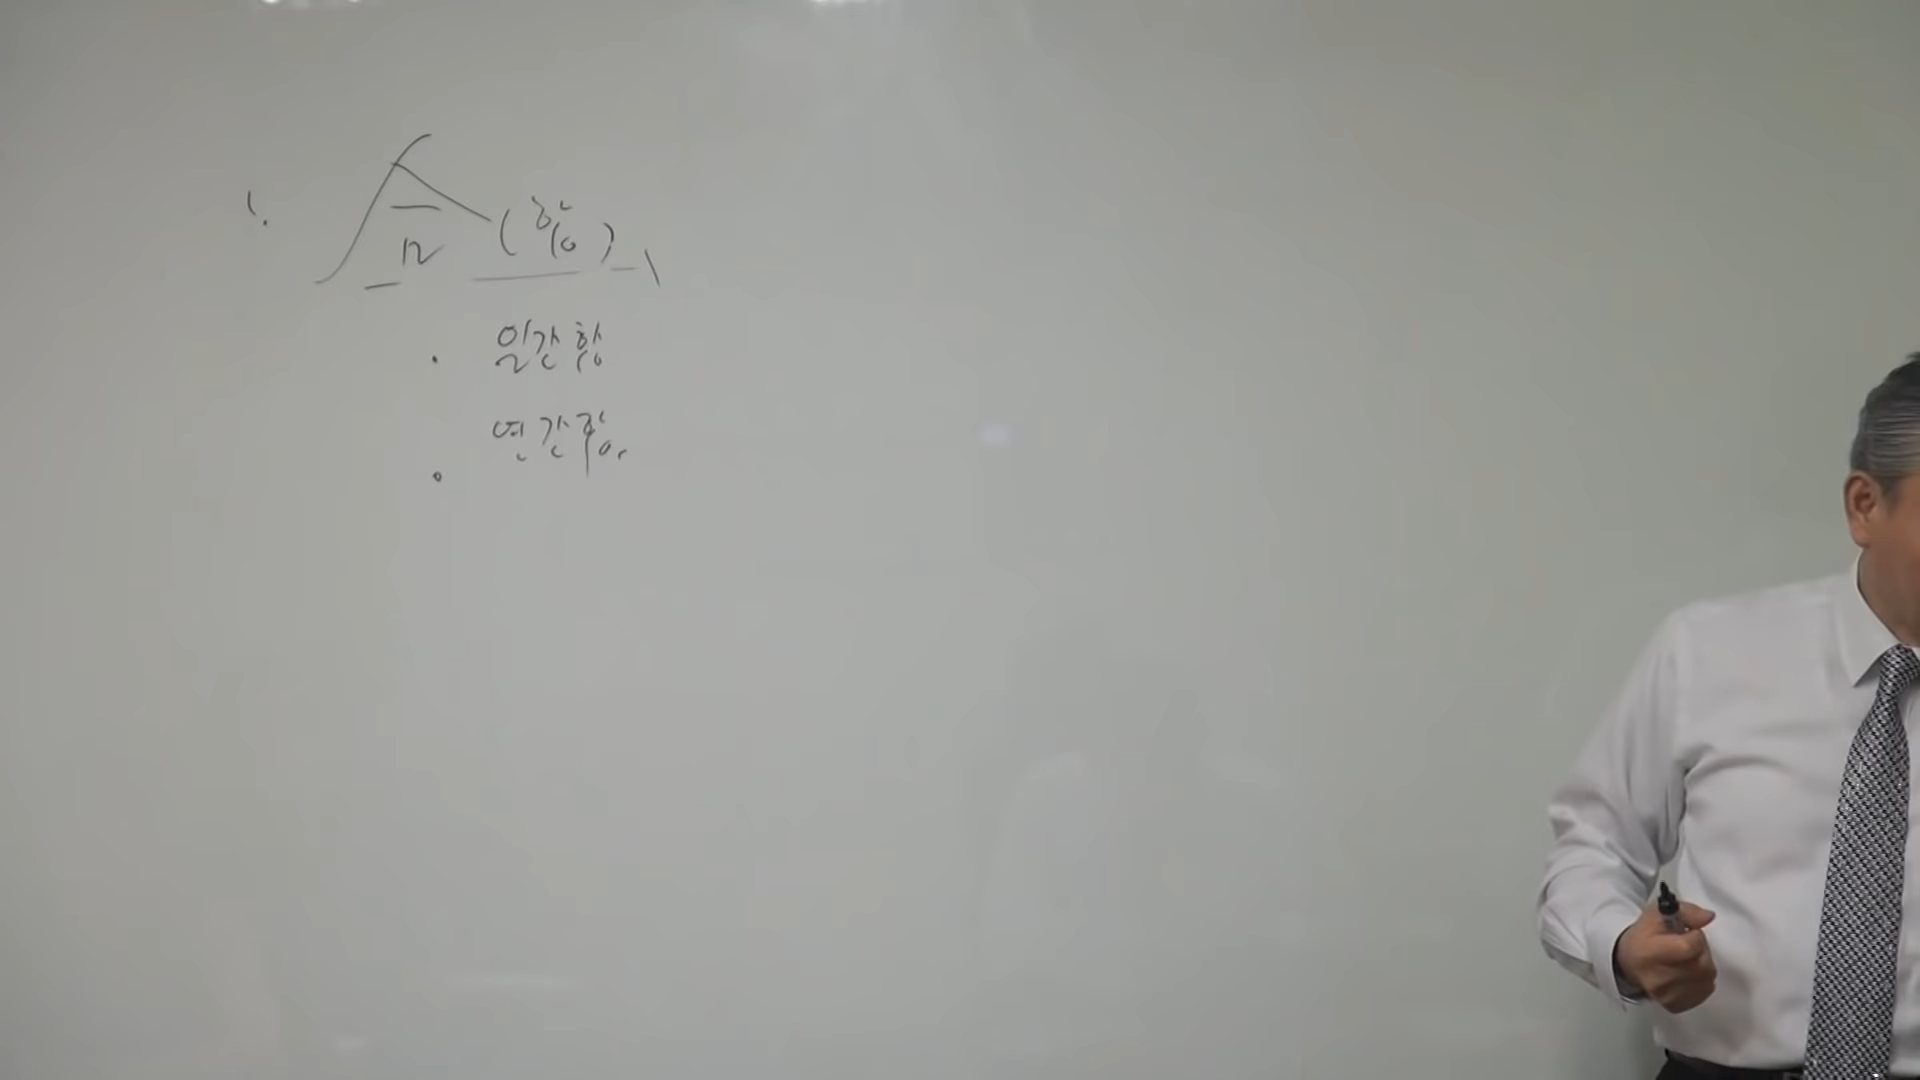 1. 合 (합)
· 일간합
· 연간합.